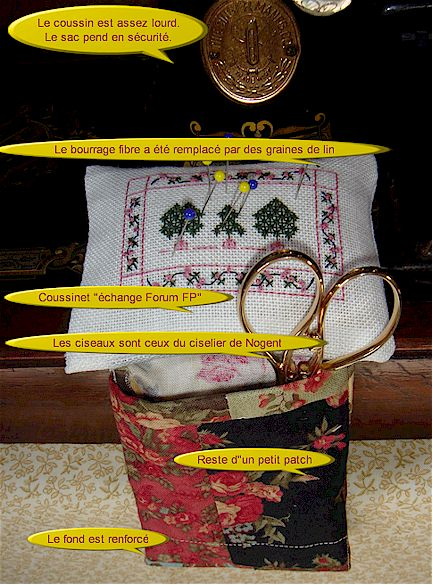 Le coussin est assez lourd.
Le sac pend en sécurité.
Le bourrage fibre a été remplacé par des graines de lin
Coussinet "échange Forum FP"
Les ciseaux sont ceux du ciselier de Nogent
Reste d"un petit patch
Le fond est renforcé